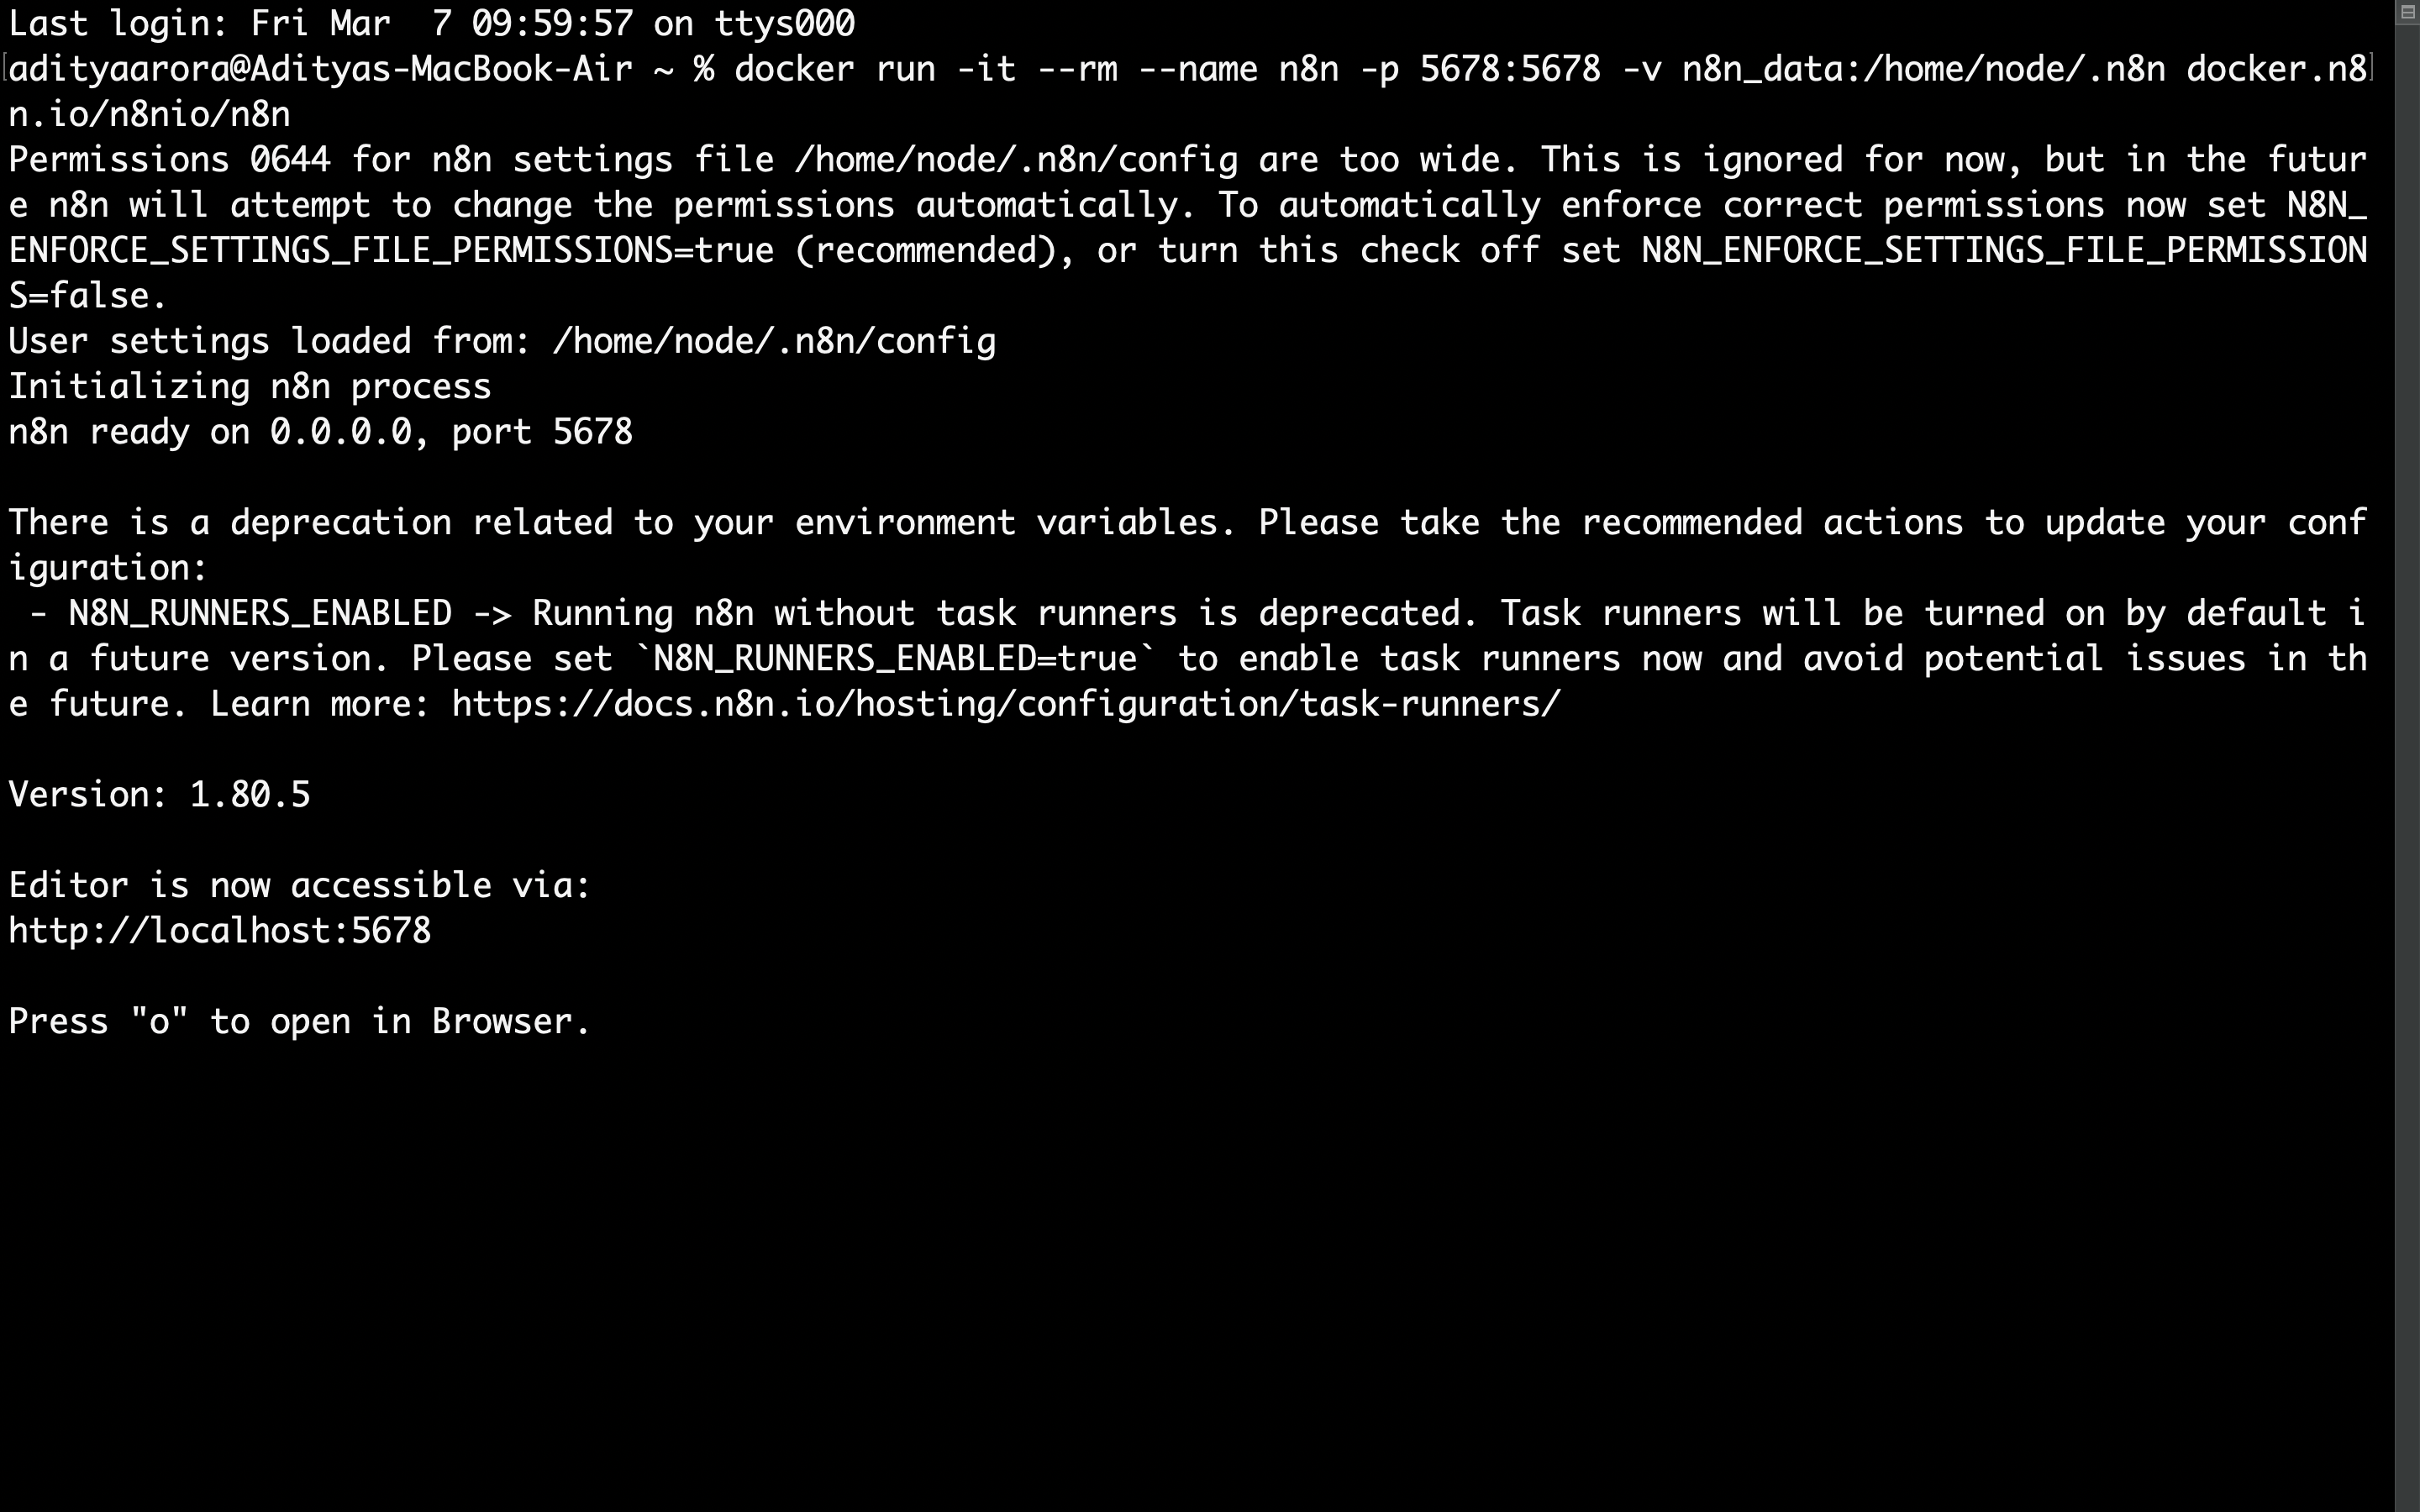 Last login: Fri Mar  7 09:59:57 on ttys000
[adityaarora@Adityas-MacBook-Air ~ % docker run -it --rm --name n8n -p 5678:5678 -v n8n_data:/home/node/.n8n docker.n8]
n.io/n8nio/n8n
Permissions 0644 for n8n settings file /home/node/.n8n/config are too wide. This is ignored for now, but in the futur
e n8n will attempt to change the permissions automatically. To automatically enforce correct permissions now set N8N_
ENFORCE_SETTINGS_FILE_PERMISSIONS=true (recommended), or turn this check off set N8N_ENFORCE_SETTINGS_FILE_PERMISSION
S=false.
User settings loaded from: /home/node/.n8n/config
Initializing n8n process
n8n ready on 0.0.0.0, port 5678

There is a deprecation related to your environment variables. Please take the recommended actions to update your conf
iguration:
 - N8N_RUNNERS_ENABLED -> Running n8n without task runners is deprecated. Task runners will be turned on by default i
n a future version. Please set `N8N_RUNNERS_ENABLED=true` to enable task runners now and avoid potential issues in th
e future. Learn more: https://docs.n8n.io/hosting/configuration/task-runners/

Version: 1.80.5

Editor is now accessible via:
http://localhost:5678

Press "o" to open in Browser.